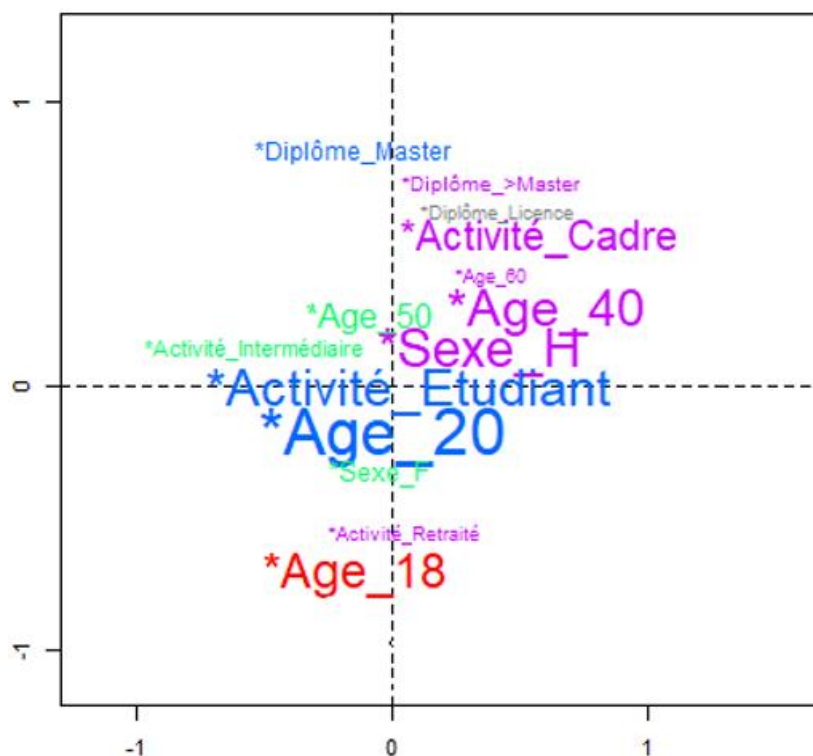 1
*Diplôme_Master
*Diplôme_>Master
*Diplôme_Licence
*Activité_Cadre
*Age_60
*Age_40
*Age_50
*Sexe_H
*Activité_Intermédiaire
0
*Activité_Etudiant
*Age_20
*Sexe_F
*Activité_Retraité
*Age_18
-1
-1
0
1